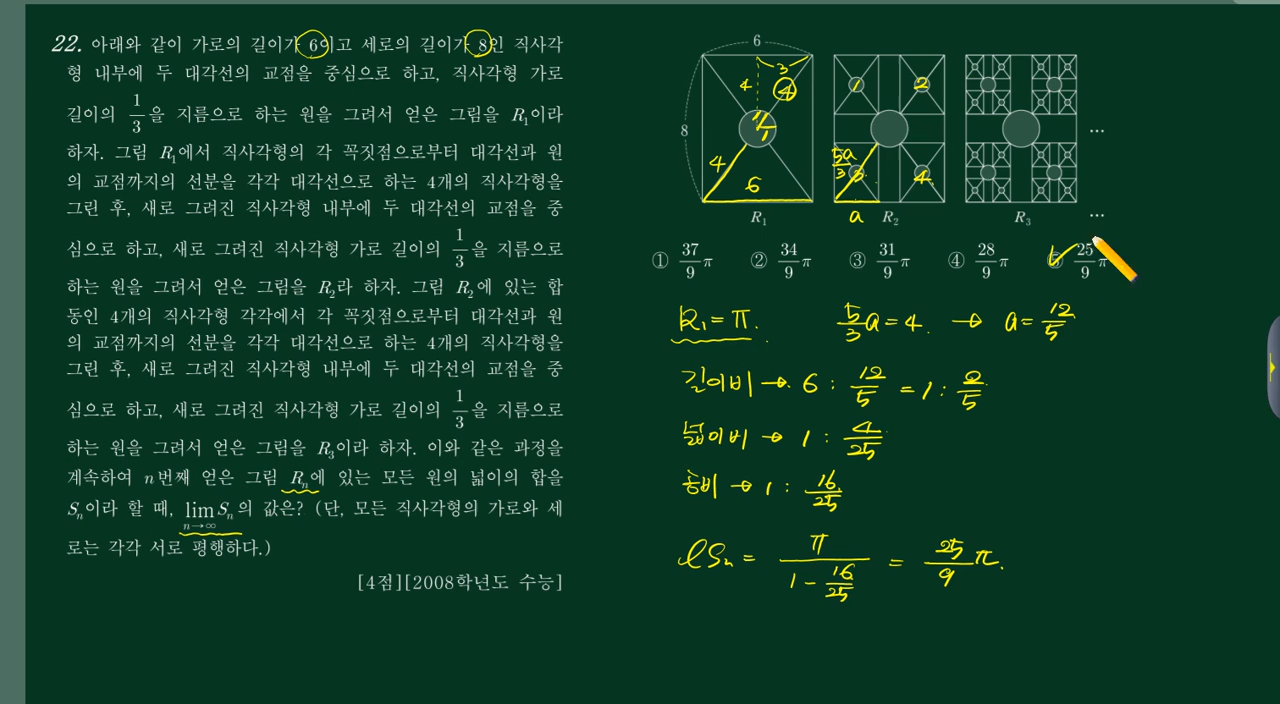 22. 아래와 같이 가로의 길이가 6이고 세로의 길이가 8인 직사각
형 내부에 두 대각선의 교점을 중심으로 하고, 직사각형 가로
길이의 1/3을 지름으로 하는 원을 그려서 얻은 그림을 R₁이라
하자. 그림 R₁에서 직사각형의 각 꼭짓점으로부터 대각선과 원
의 교점까지의 선분을 각각 대각선으로 하는 4개의 직사각형을
그린 후, 새로 그려진 직사각형 내부에 두 대각선의 교점을 중
심으로 하고, 새로 그려진 직사각형 가로 길이의 1/3을 지름으로
하는 원을 그려서 얻은 그림을 R₂라 하자. 그림 R₂에 있는 합
동인 4개의 직사각형 각각에서 각 꼭짓점으로부터 대각선과 원
의 교점까지의 선분을 각각 대각선으로 하는 4개의 직사각형을
그린 후, 새로 그려진 직사각형 내부에 두 대각선의 교점을 중
심으로 하고, 새로 그려진 직사각형 가로 길이의 1/3을 지름으로
하는 원을 그려서 얻은 그림을 R₃이라 하자. 이와 같은 과정을
계속하여 n번째 얻은 그림 Rₙ에 있는 모든 원의 넓이의 합을
Sₙ이라 할 때, lim n→∞ Sₙ의 값은? (단, 모든 직사각형의 가로와 세
로는 각각 서로 평행하다.)
[4점][2008학년도 수능]
6
3
4 4
8
1
4
6
R₁
1 2
5a/3 3 4
a R₂
R₃
...
...
① 37/9 π ② 34/9 π ③ 31/9 π ④ 28/9 π ⑤ 25/9 π
R₁ = π.
5/3 a = 4. → a = 12/5
길이비 → 6 : 12/5 = 1 : 2/5
넓이비 → 1 : 4/25
공비 → 1 : 16/25
lSₙ = π / (1 - 16/25) = 25/9 π.